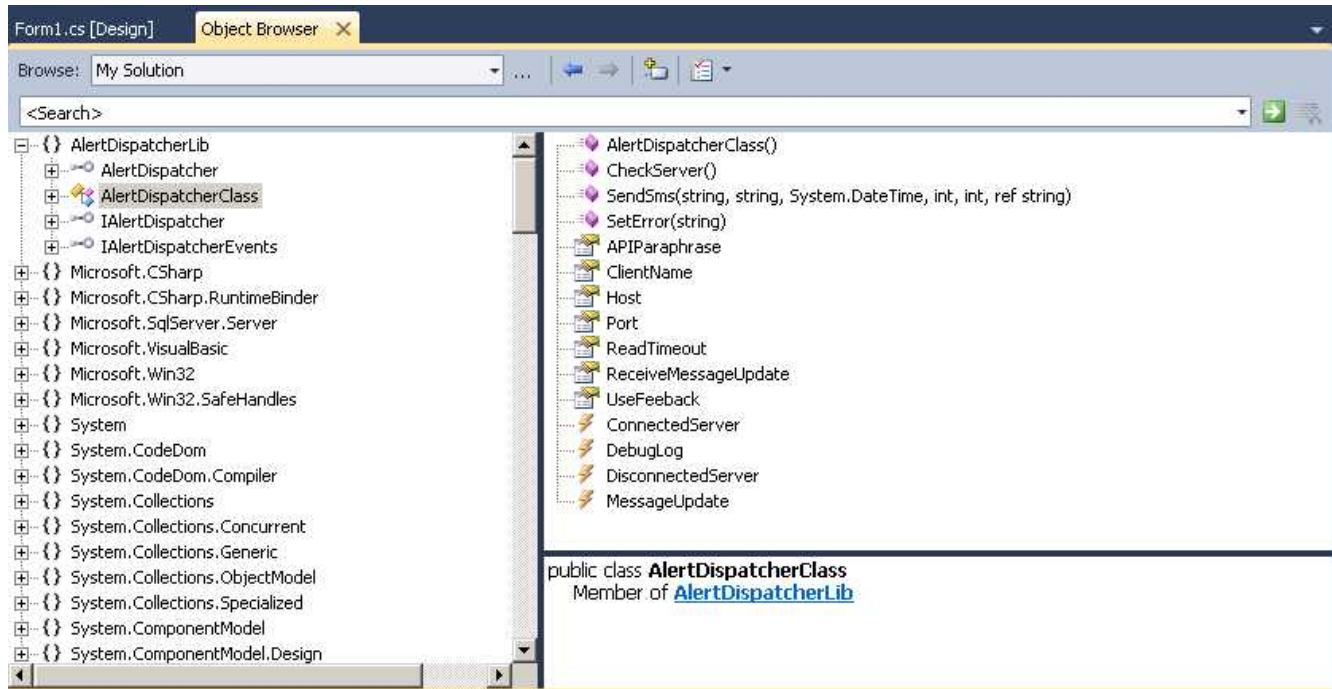 Form1.cs [Design]
Object Browser
Browse: My Solution
...
<Search>
{} AlertDispatcherLib
AlertDispatcher
AlertDispatcherClass
IAlertDispatcher
IAlertDispatcherEvents
{} Microsoft.CSharp
{} Microsoft.CSharp.RuntimeBinder
{} Microsoft.SqlServer.Server
{} Microsoft.VisualBasic
{} Microsoft.Win32
{} Microsoft.Win32.SafeHandles
{} System
{} System.CodeDom
{} System.CodeDom.Compiler
{} System.Collections
{} System.Collections.Concurrent
{} System.Collections.Generic
{} System.Collections.ObjectModel
{} System.Collections.Specialized
{} System.ComponentModel
{} System.ComponentModel.Design
AlertDispatcherClass()
CheckServer()
SendSms(string, string, System.DateTime, int, int, ref string)
SetError(string)
APIParaphrase
ClientName
Host
Port
ReadTimeout
ReceiveMessageUpdate
UseFeeback
ConnectedServer
DebugLog
DisconnectedServer
MessageUpdate
public class AlertDispatcherClass
Member of AlertDispatcherLib